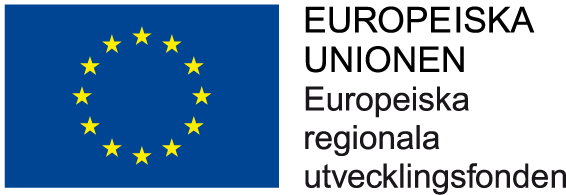 EUROPEISKA
UNIONEN
Europeiska
regionala
utvecklingsfonden